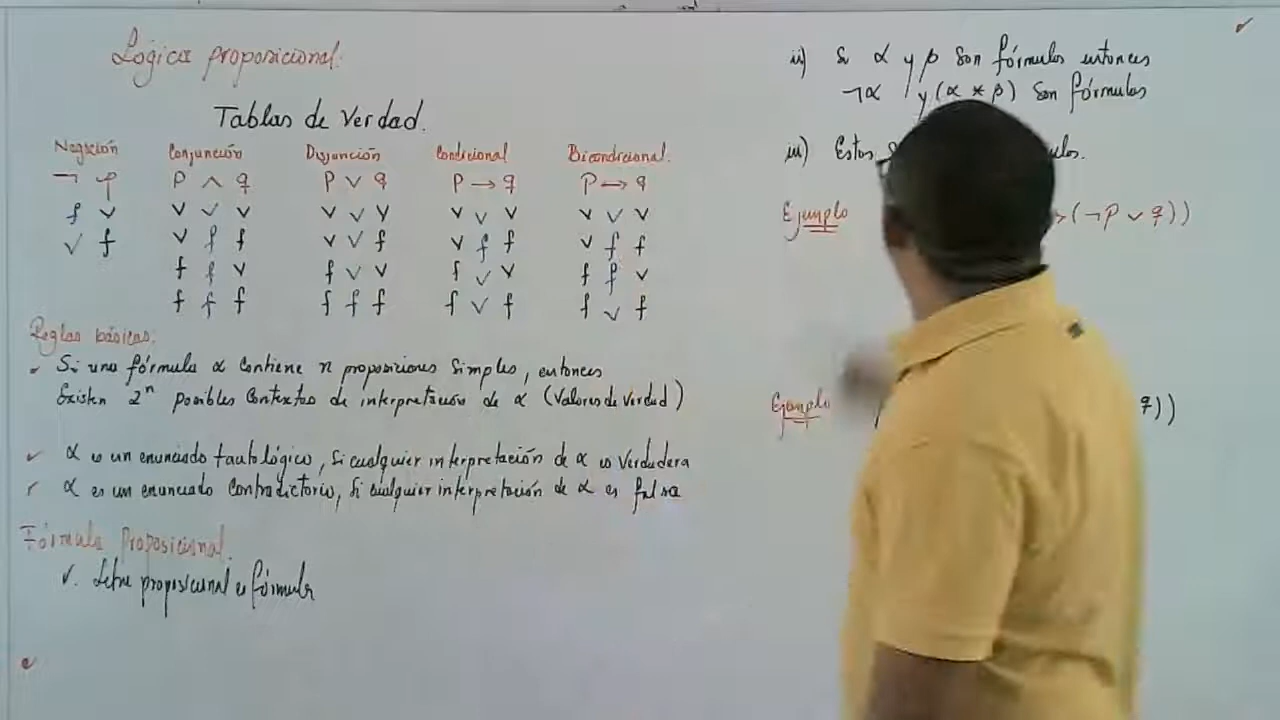 Lógica proposicional.
Tablas de Verdad.
Negación Conjunción Disyunción Condicional Bicondicional.
¬ p p ∧ q p ∨ q p → q p ↔ q
f v v v v v v v v v v v v v
v f v f f v v f v f f v f f
f f v f v v f v v f f v
f f f f f f f v f f v f
Reglas básicas:
Si una fórmula α contiene n proposiciones simples, entonces
Existen 2ⁿ posibles contextos de interpretación de α (Valores de verdad)
α es un enunciado tautológico, si cualquier interpretación de α es verdadera
α es un enunciado contradictorio, si cualquier interpretación de α es falsa
Fórmula proposicional.
Letra proposicional es fórmula
ii) Si α y β son fórmulas entonces
¬α y (α * β) son fórmulas
iii) Estos
Ejemplo (¬p ∨ q))
Ejemplo q))